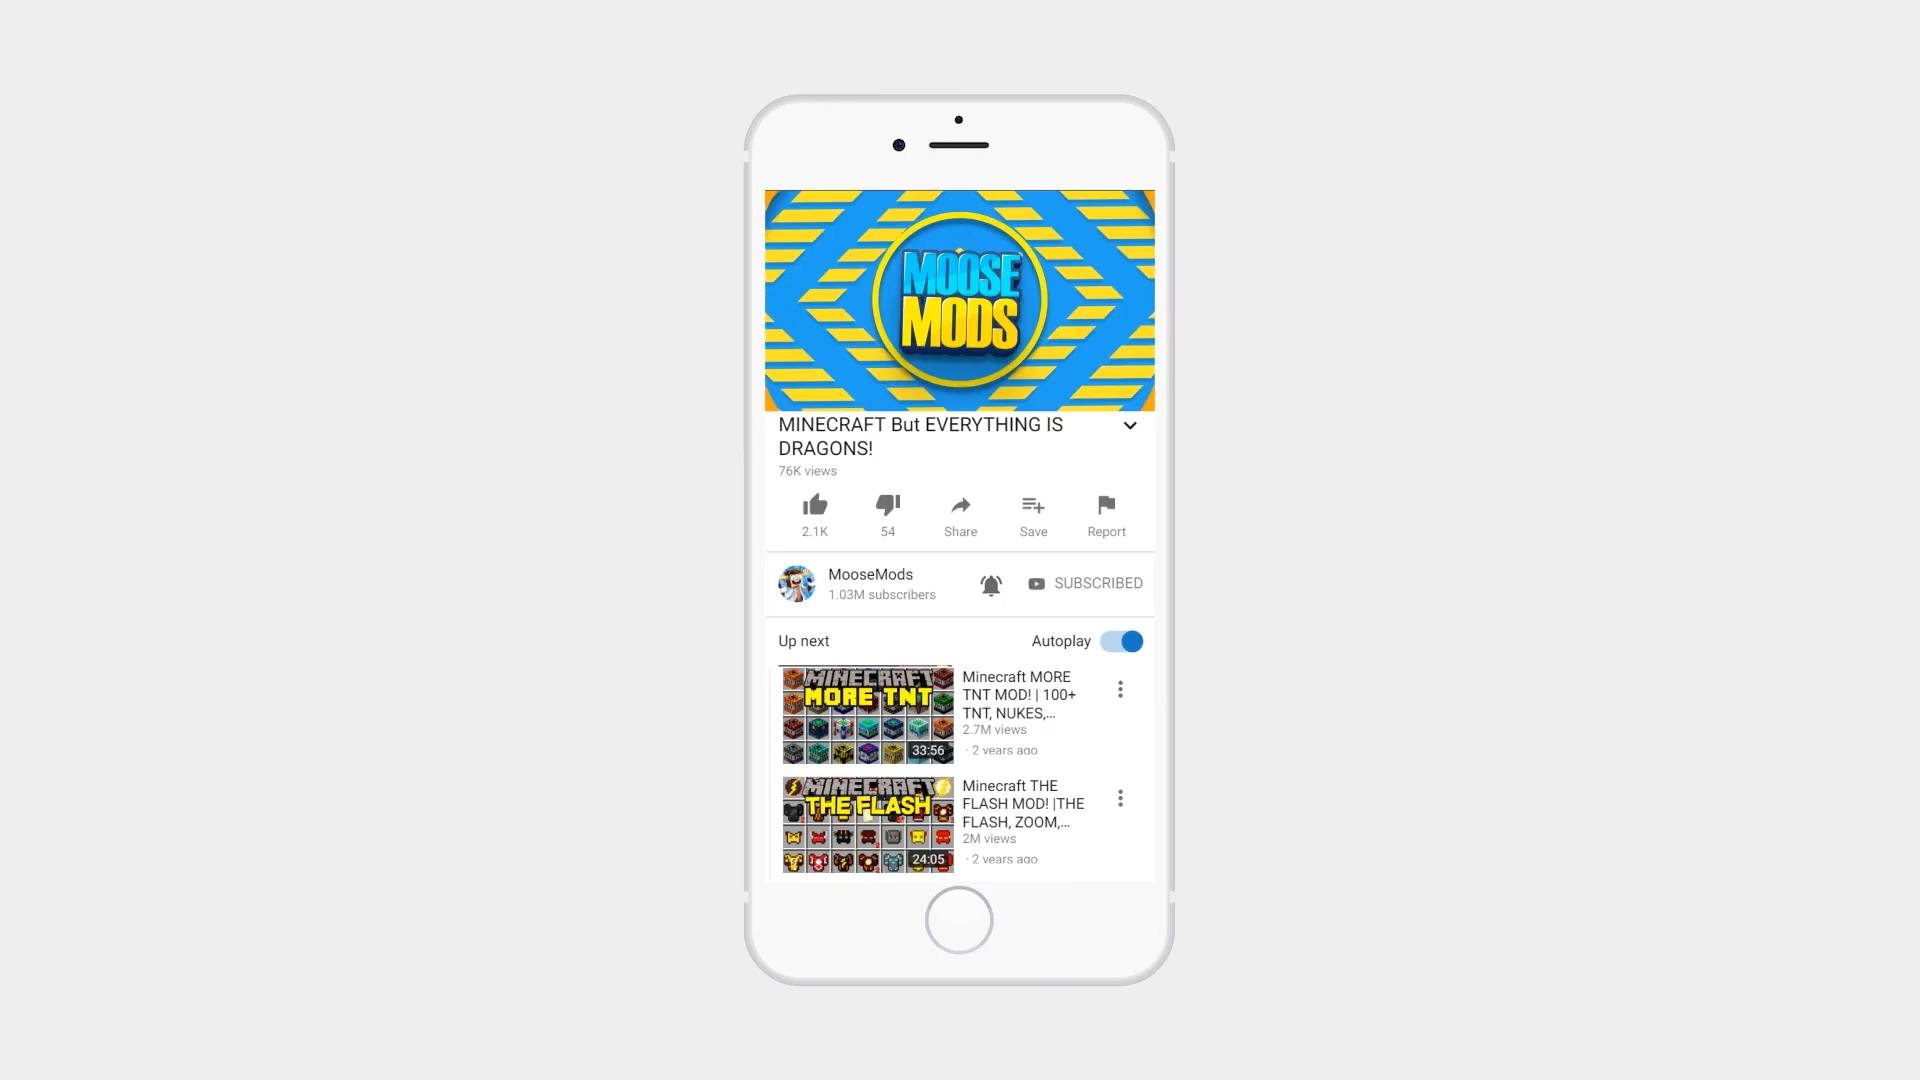 MOOSE
MODS
MINECRAFT But EVERYTHING IS
DRAGONS!
76K views
2.1K
54
Share
Save
Report
MooseMods
1.03M subscribers
SUBSCRIBED
Up next
Autoplay
MINECRAFT
MORE TNT
33:56
Minecraft MORE
TNT MOD! | 100+
TNT, NUKES,...
2.7M views
· 2 years ago
MINECRAFT
THE FLASH
24:05
Minecraft THE
FLASH MOD! |THE
FLASH, ZOOM,...
2M views
· 2 years ago